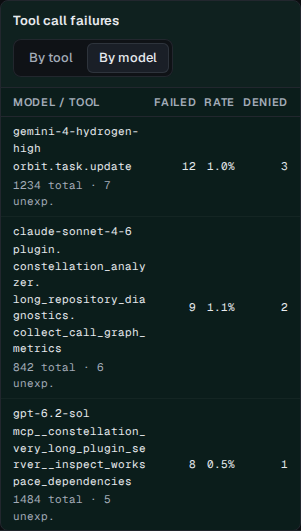 Tool call failures
By tool By model
MODEL / TOOL FAILED RATE DENIED
gemini-4-hydrogen-
high
orbit.task.update 12 1.0% 3
1234 total · 7
unexp.
claude-sonnet-4-6
plugin.
constellation_analy
zer.
long_repository_dia
gnostics. 9 1.1% 2
collect_call_graph_
metrics
842 total · 6
unexp.
gpt-6.2-sol
mcp__constellation_
very_long_plugin_se
rver__inspect_works 8 0.5% 1
pace_dependencies
1484 total · 5
unexp.